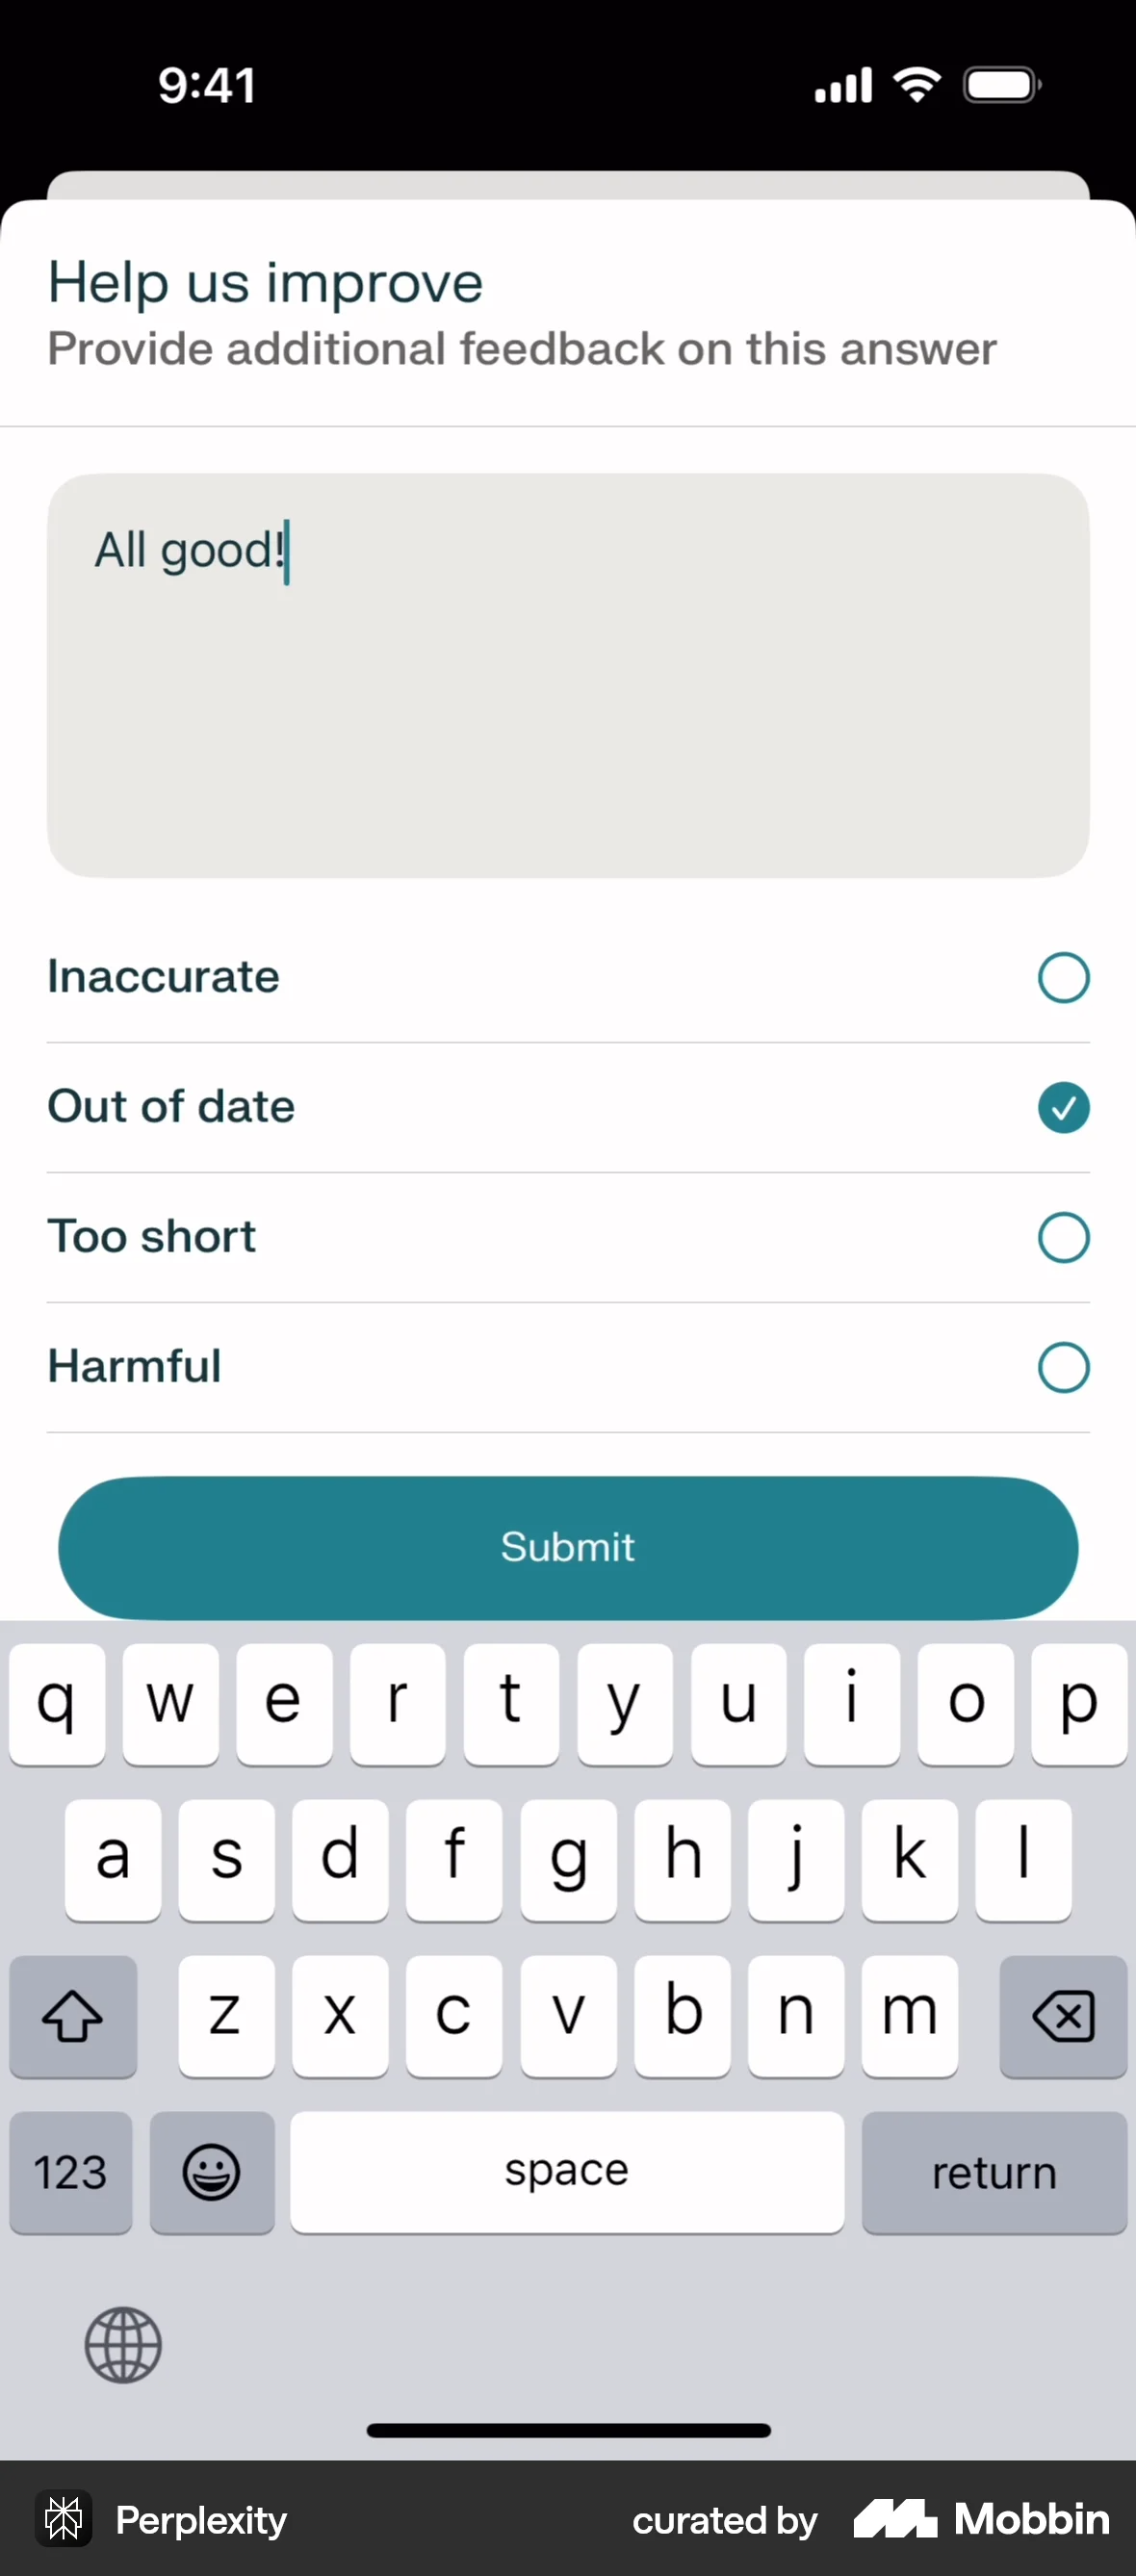 9:41
Help us improve
Provide additional feedback on this answer
All good!
Inaccurate
Out of date
Too short
Harmful
Submit
q w e r t y u i o p
a s d f g h j k l
z x c v b n m
123 space return
Perplexity curated by Mobbin